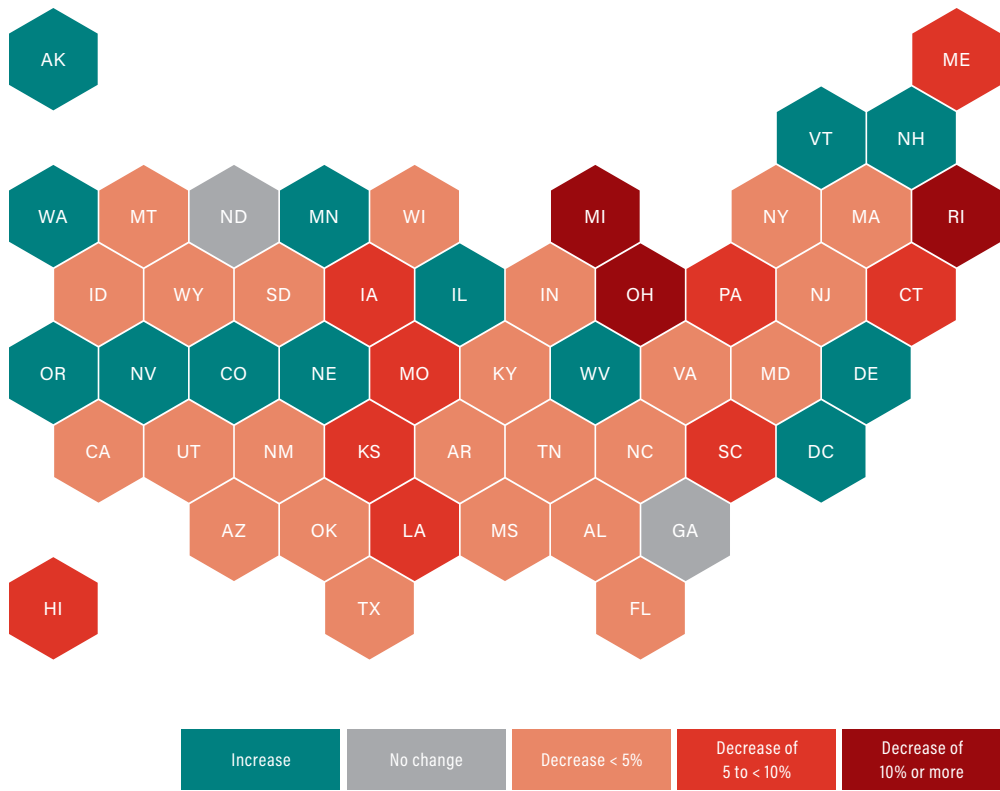 AK
ME
VT
NH
WA
MT
ND
MN
WI
MI
NY
MA
RI
ID
WY
SD
IA
IL
IN
OH
PA
NJ
CT
OR
NV
CO
NE
MO
KY
WV
VA
MD
DE
CA
UT
NM
KS
AR
TN
NC
SC
DC
AZ
OK
LA
MS
AL
GA
HI
TX
FL
Increase
No change
Decrease < 5%
Decrease of
5 to < 10%
Decrease of
10% or more